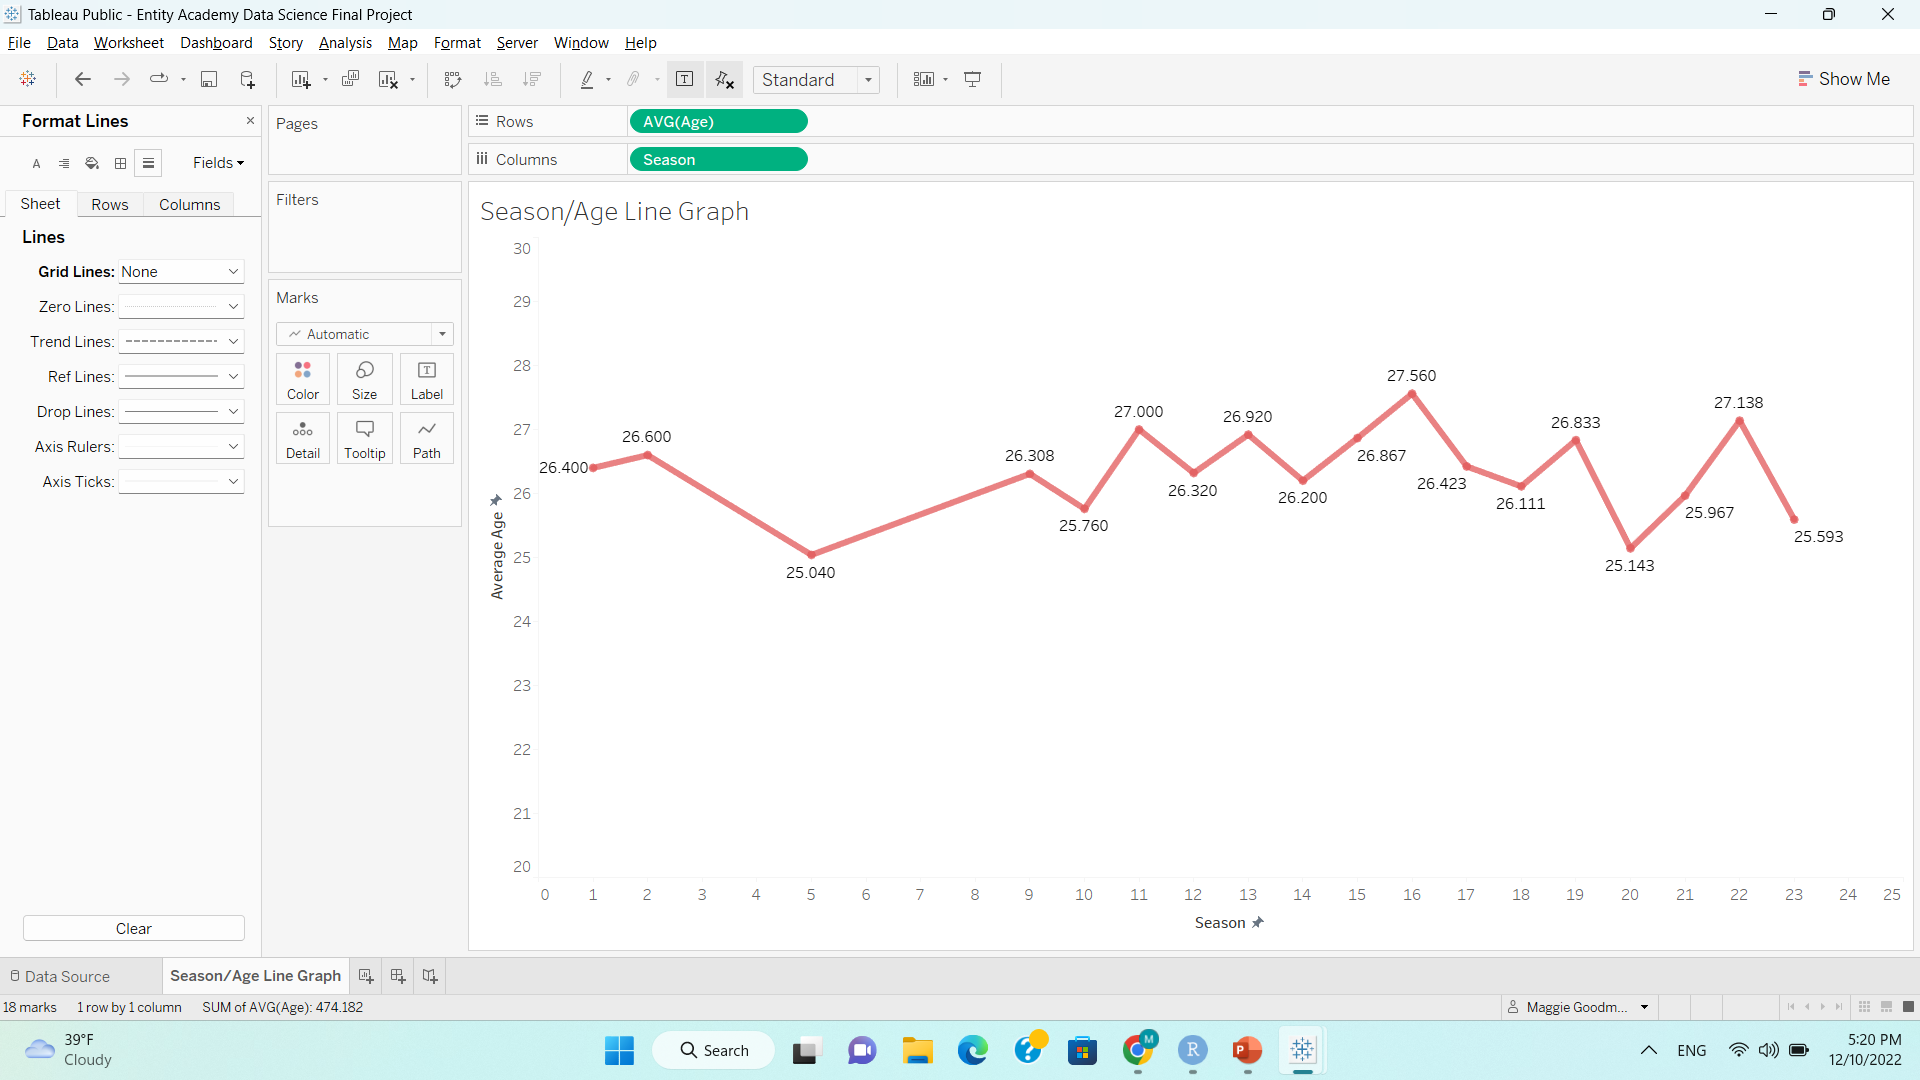 Tableau Public - Entity Academy Data Science Final Project
File Data Worksheet Dashboard Story Analysis Map Format Server Window Help
Standard
Show Me
Format Lines
Fields
Sheet Rows Columns
Lines
Grid Lines: None
Zero Lines:
Trend Lines:
Ref Lines:
Drop Lines:
Axis Rulers:
Axis Ticks:
Clear
Pages
Filters
Marks
Automatic
Color Size Label
Detail Tooltip Path
Rows AVG(Age)
Columns Season
Season/Age Line Graph
30
29
28
27
26
25
24
23
22
21
20
Average Age
26.400
26.600
25.040
26.308
25.760
27.000
26.320
26.920
26.200
26.867
27.560
26.423
26.111
26.833
25.143
25.967
27.138
25.593
0 1 2 3 4 5 6 7 8 9 10 11 12 13 14 15 16 17 18 19 20 21 22 23 24 25
Season
Data Source Season/Age Line Graph
18 marks 1 row by 1 column SUM of AVG(Age): 474.182 Maggie Goodm...
39°F
Cloudy
Search
M
R
P
ENG
5:20 PM
12/10/2022